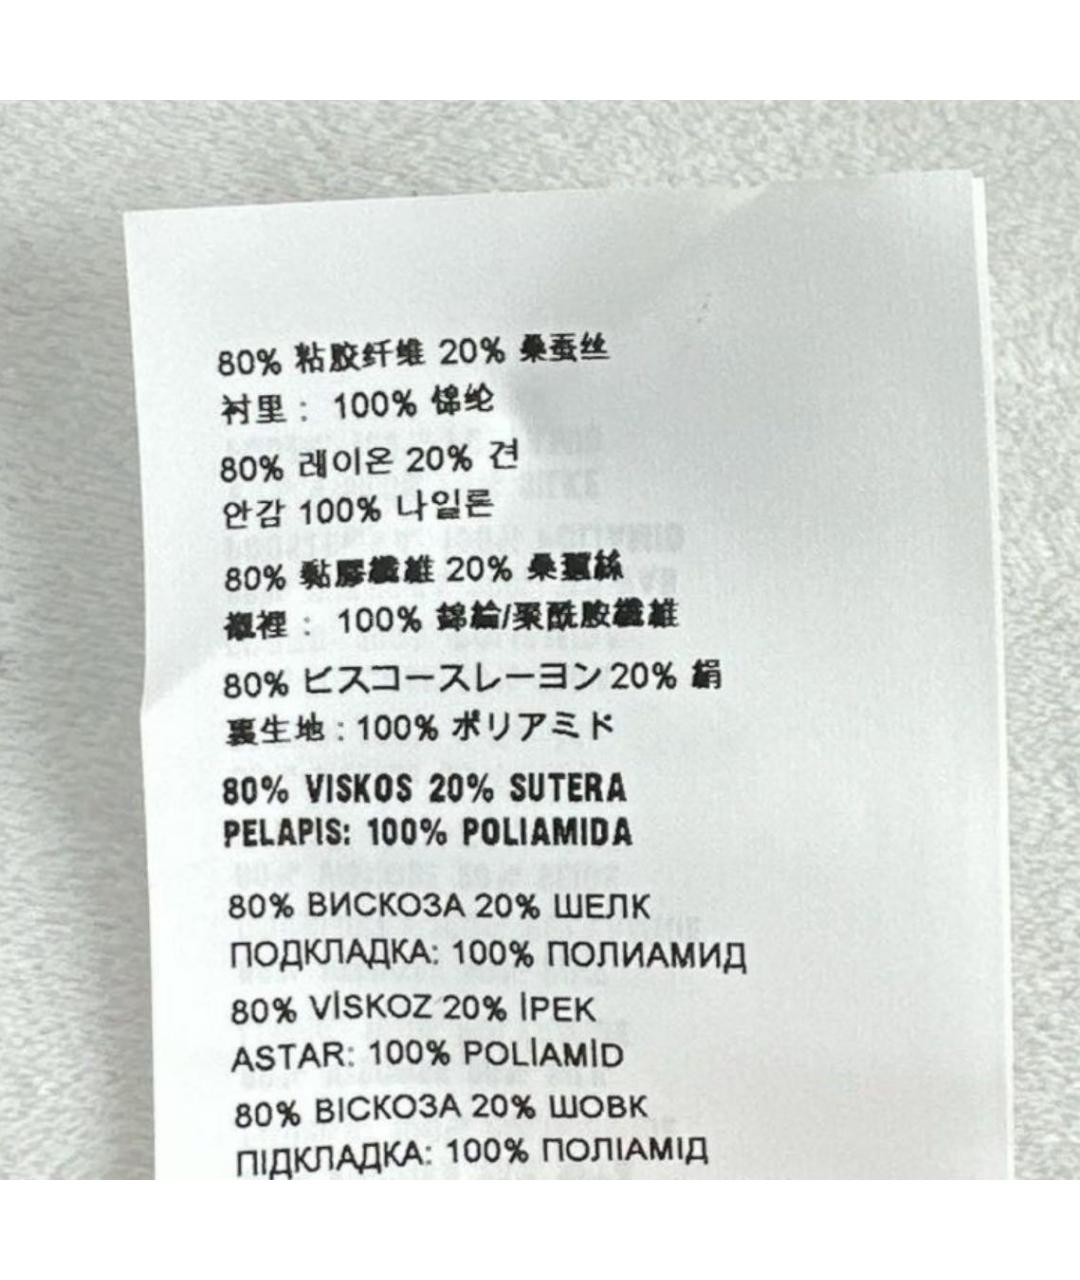 80% 粘胶纤维 20% 桑蚕丝
衬里： 100% 锦纶
80% 레이온 20% 견
안감 100% 나일론
80% 黏膠纖維 20% 桑蠶絲
襯裡： 100% 錦綸/聚酰胺纖維
80% ビスコースレーヨン 20% 絹
裏生地 : 100% ポリアミド
80% VISKOS 20% SUTERA
PELAPIS: 100% POLIAMIDA
80% ВИСКОЗА 20% ШЕЛК
ПОДКЛАДКА: 100% ПОЛИАМИД
80% VİSKOZ 20% İPEK
ASTAR: 100% POLİAMİD
80% ВІСКОЗА 20% ШОВК
ПІДКЛАДКА: 100% ПОЛІАМІД